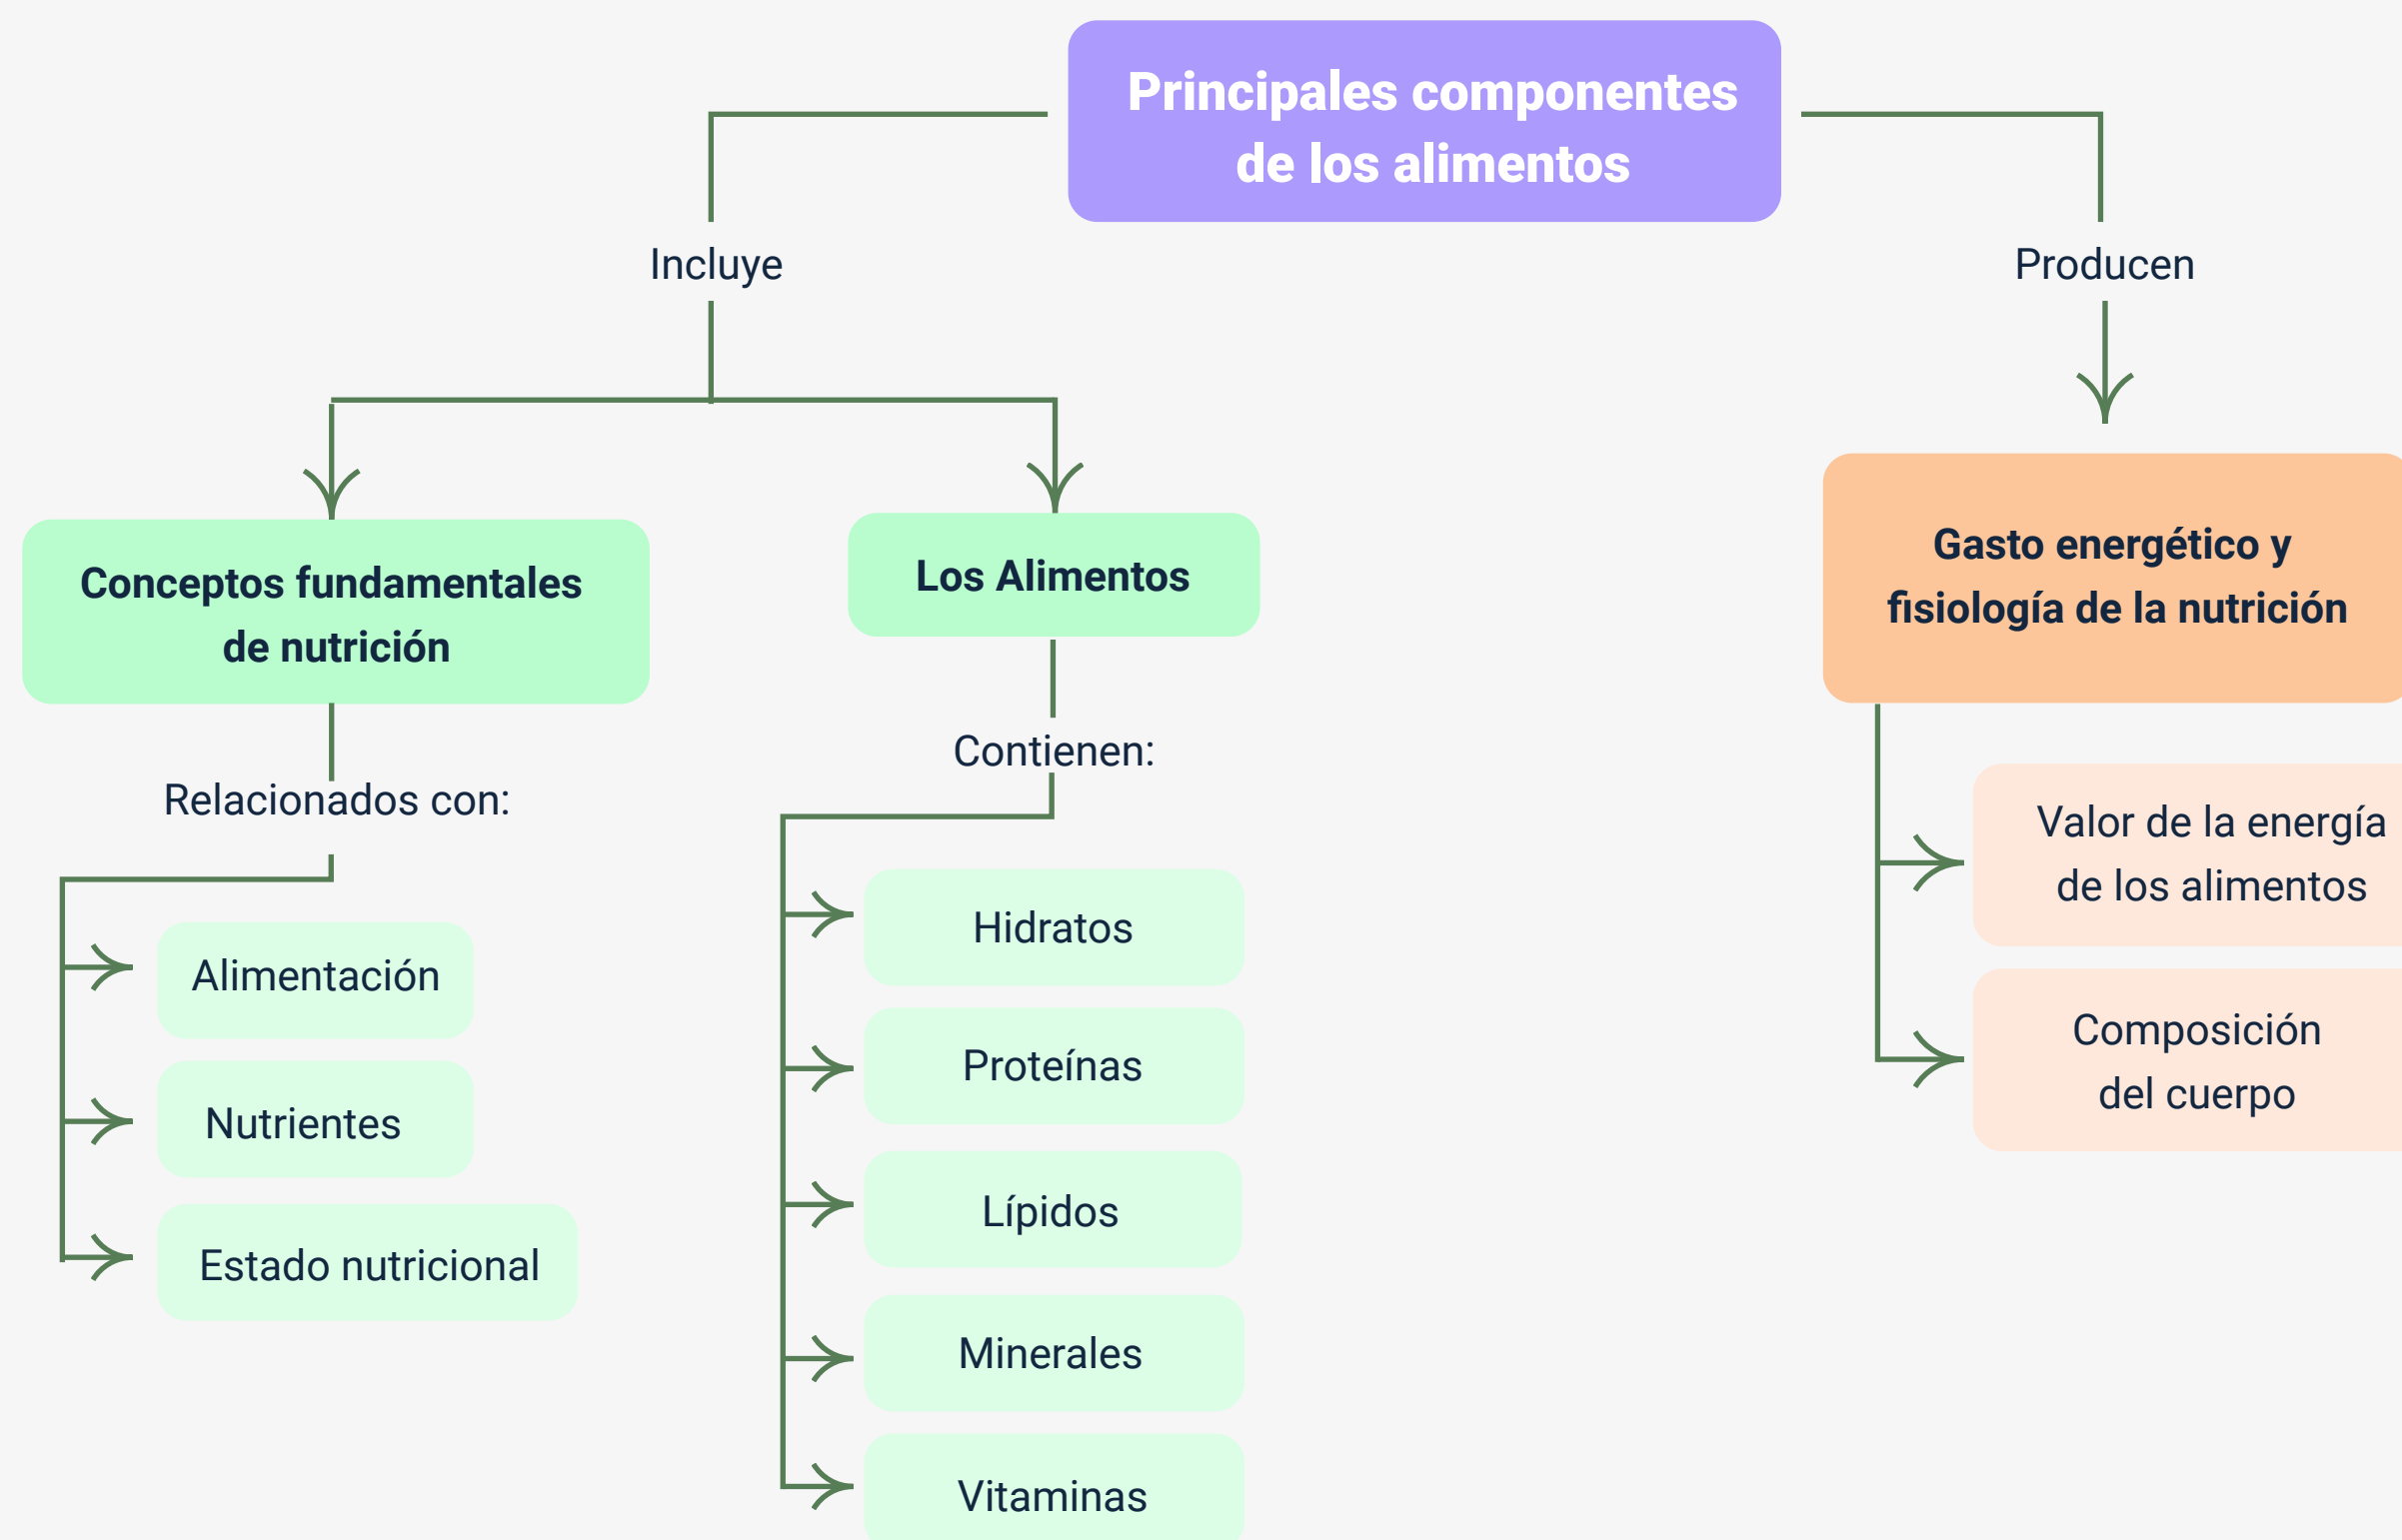 Principales componentes
de los alimentos
Incluye
Producen
Conceptos fundamentales
de nutrición
Los Alimentos
Gasto energético y
fisiología de la nutrición
Relacionados con:
Alimentación
Nutrientes
Estado nutricional
Contienen:
Hidratos
Proteínas
Lípidos
Minerales
Vitaminas
Valor de la energía
de los alimentos
Composición
del cuerpo